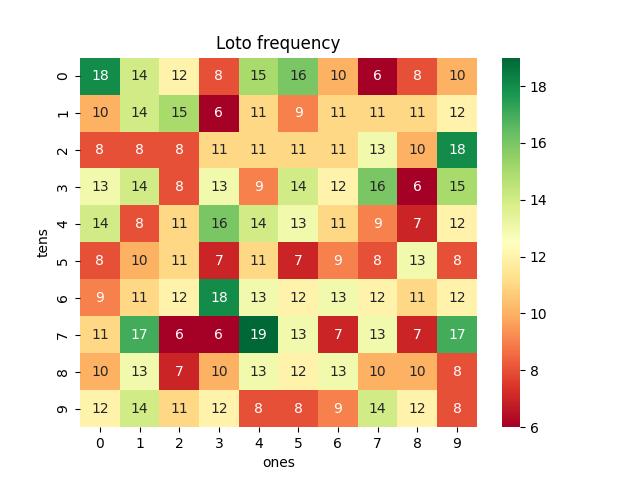 Loto frequency
0 18 14 12 8 15 16 10 6 8 10
1 10 14 15 6 11 9 11 11 11 12
2 8 8 8 11 11 11 11 13 10 18
3 13 14 8 13 9 14 12 16 6 15
4 14 8 11 16 14 13 11 9 7 12
5 8 10 11 7 11 7 9 8 13 8
6 9 11 12 18 13 12 13 12 11 12
7 11 17 6 6 19 13 7 13 7 17
8 10 13 7 10 13 12 13 10 10 8
9 12 14 11 12 8 8 9 14 12 8
0 1 2 3 4 5 6 7 8 9
ones
tens
18
16
14
12
10
8
6